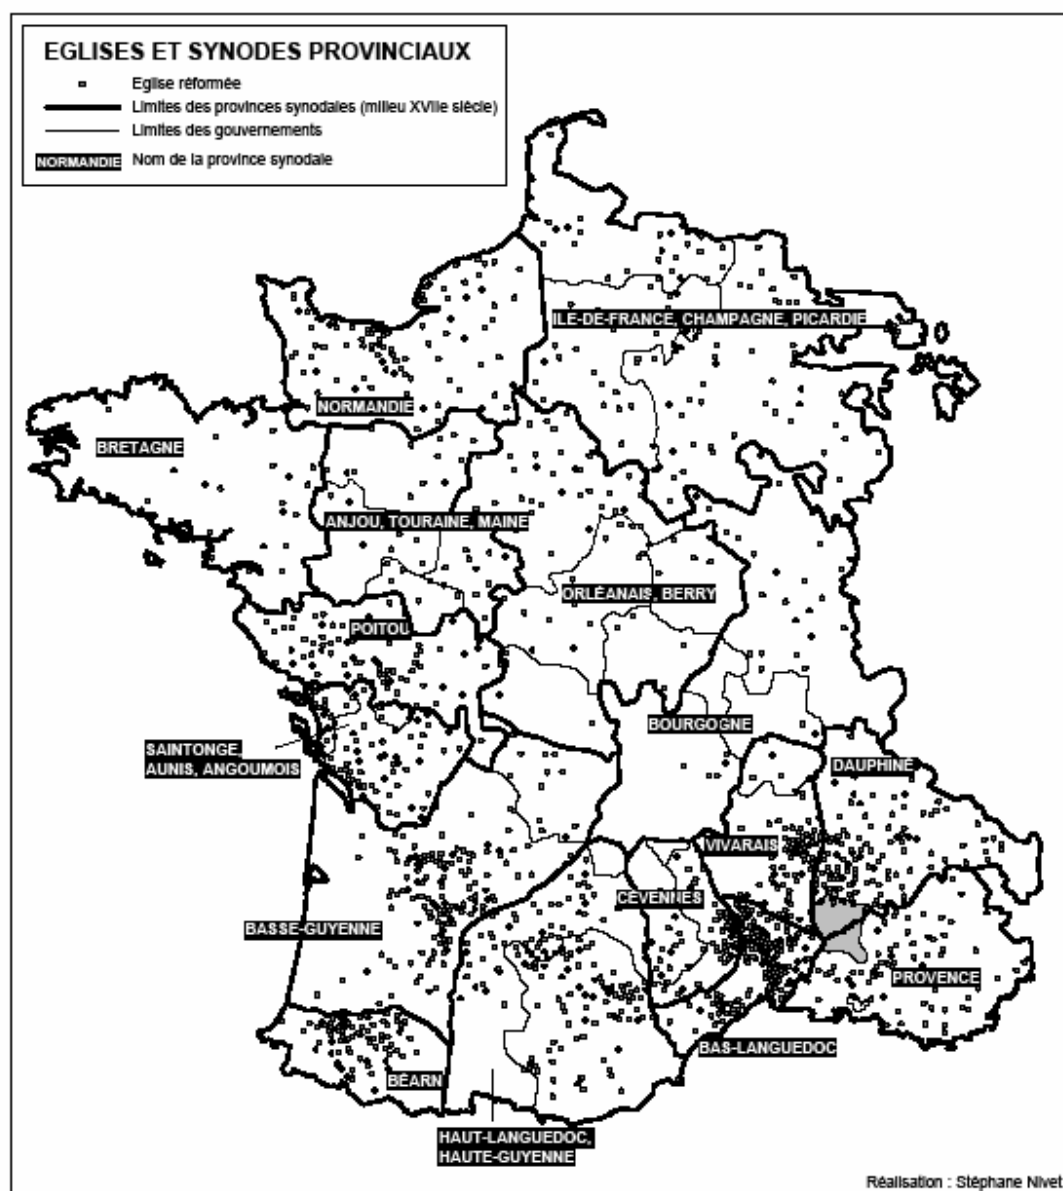 EGLISES ET SYNODES PROVINCIAUX
Eglise réformée
Limites des provinces synodales (milieu XVIIe siècle)
Limites des gouvernements
NORMANDIE Nom de la province synodale
ILE-DE-FRANCE, CHAMPAGNE, PICARDIE
NORMANDIE
BRETAGNE
ANJOU, TOURAINE, MAINE
ORLÉANAIS, BERRY
POITOU
BOURGOGNE
SAINTONGE,
AUNIS, ANGOUMOIS
DAUPHINÉ
VIVARAIS
CÉVENNES
BASSE-GUYENNE
PROVENCE
BAS-LANGUEDOC
BÉARN
HAUT-LANGUEDOC,
HAUTE-GUYENNE
Réalisation : Stéphane Nivet